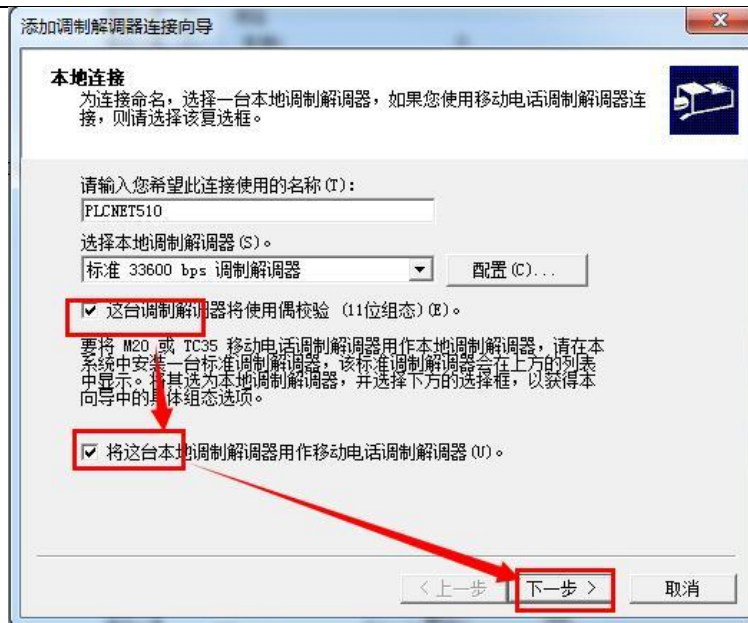 添加调制解调器连接向导
本地连接
为连接命名，选择一台本地调制解调器，如果您使用移动电话调制解调器连
接，则请选择该复选框。
请输入您希望此连接使用的名称(T)：
PLCNET510
选择本地调制解调器(S)。
标准 33600 bps 调制解调器
配置(C)...
这台调制解调器将使用偶校验 (11位组态)(E)。
要将 M20 或 TC35 移动电话调制解调器用作本地调制解调器，请在本
系统中安装一台标准调制解调器，该标准调制解调器会在上方的列表
中显示。将其选为本地调制解调器，并选择下方的选择框，以获得本
向导中的具体组态选项。
将这台本地调制解调器用作移动电话调制解调器(U)。
<上一步
下一步 >
取消